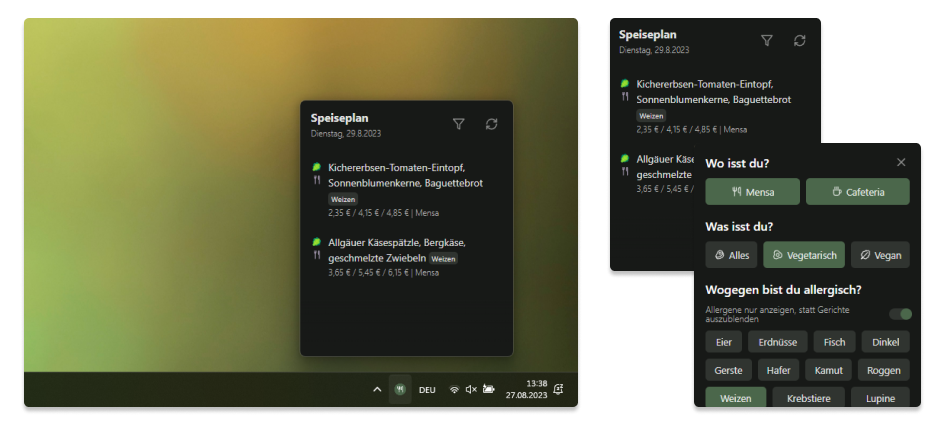 Speiseplan
Dienstag, 29.8.2023
Kichererbsen-Tomaten-Eintopf,
Sonnenblumenkerne, Baguettebrot
Weizen
2,35 € / 4,15 € / 4,85 € | Mensa
Allgäuer Käsespätzle, Bergkäse,
geschmelzte Zwiebeln Weizen
3,65 € / 5,45 € / 6,15 € | Mensa
DEU
13:38
27.08.2023
Speiseplan
Dienstag, 29.8.2023
Kichererbsen-Tomaten-Eintopf,
Sonnenblumenkerne, Baguettebrot
Weizen
2,35 € / 4,15 € / 4,85 € | Mensa
Allgäuer Käse
geschmelzte
3,65 € / 5,45 € /
Wo isst du?
Mensa Cafeteria
Was isst du?
Alles Vegetarisch Vegan
Wogegen bist du allergisch?
Allergene nur anzeigen, statt Gerichte
auszublenden
Eier Erdnüsse Fisch Dinkel
Gerste Hafer Kamut Roggen
Weizen Krebstiere Lupine